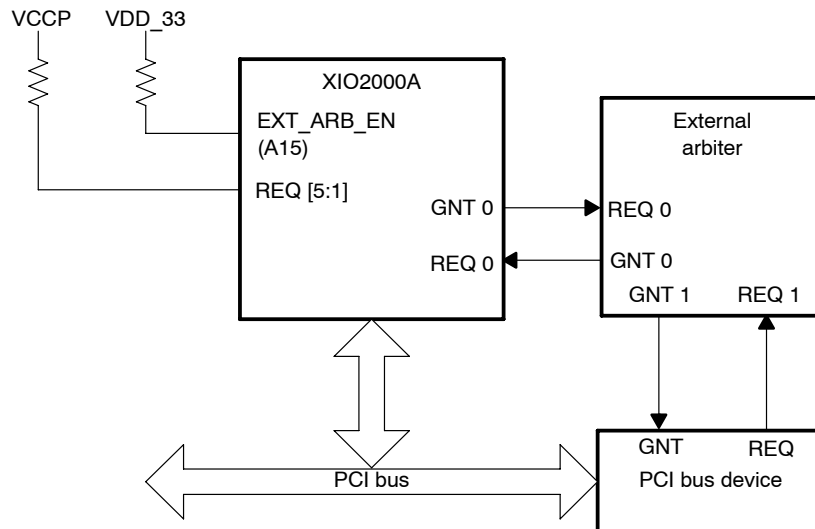 VCCP
VDD_33
XIO2000A
EXT_ARB_EN
(A15)
REQ [5:1]
GNT 0
REQ 0
External
arbiter
REQ 0
GNT 0
GNT 1
REQ 1
GNT
REQ
PCI bus device
PCI bus